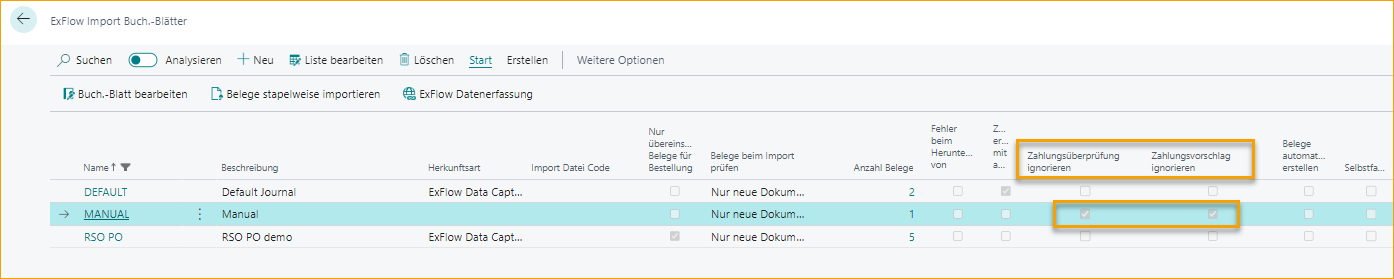 ExFlow Import Buch.-Blätter
Suchen Analysieren Neu Liste bearbeiten Löschen Start Erstellen Weitere Optionen
Buch.-Blatt bearbeiten Belege stapelweise importieren ExFlow Datenerfassung
Name ↑ Beschreibung Herkunftsart Import Datei Code Nur übereins... Belege für Bestellung Belege beim Import prüfen Anzahl Belege Fehler beim Herunte... von Z... er... mit a... Zahlungsüberprüfung ignorieren Zahlungsvorschlag ignorieren Belege automat... erstellen Selbstfa...
DEFAULT Default Journal ExFlow Data Capt... Nur neue Dokum... 2
MANUAL Manual Nur neue Dokum... 1
RSO PO RSO PO demo ExFlow Data Capt... Nur neue Dokum... 5